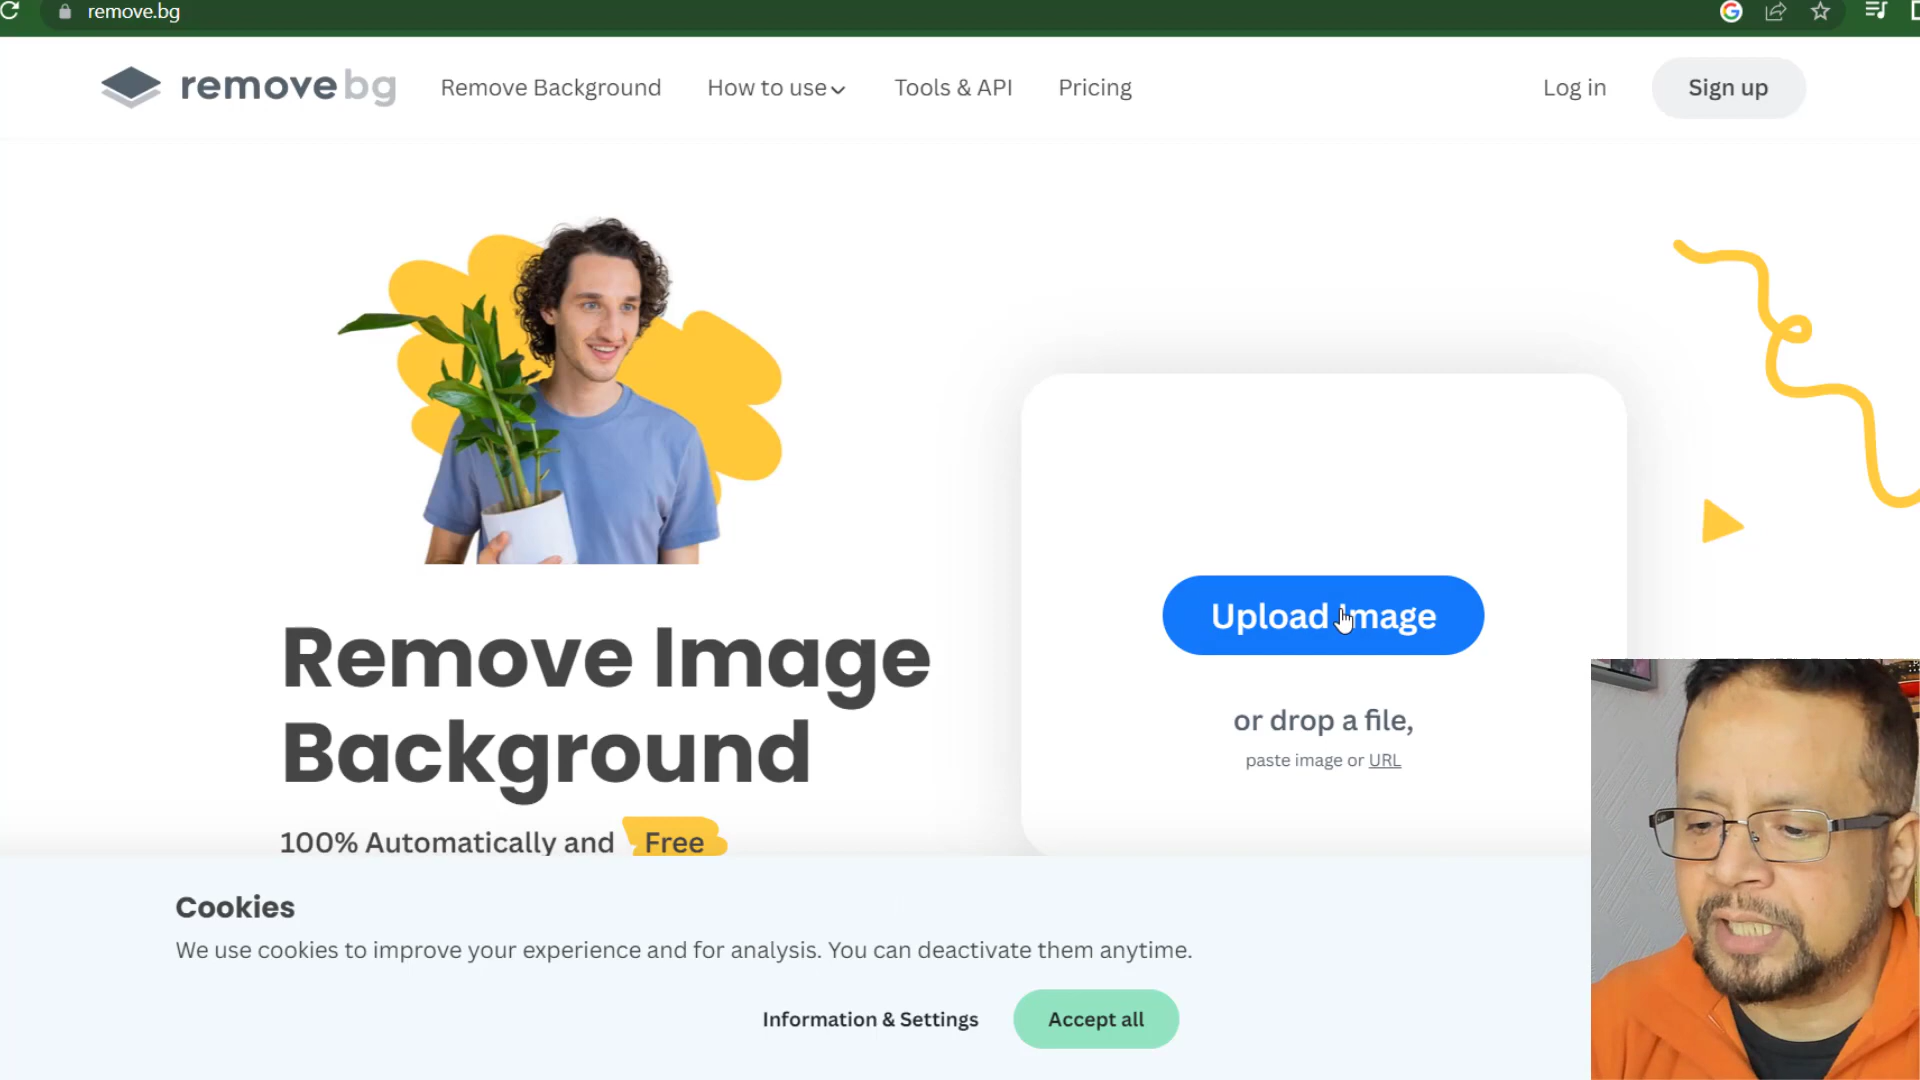 remove.bg
removebg
Remove Background
How to use
Tools & API
Pricing
Log in
Sign up
Remove Image
Background
100% Automatically and Free
Upload Image
or drop a file,
paste image or URL
Cookies
We use cookies to improve your experience and for analysis. You can deactivate them anytime.
Information & Settings
Accept all